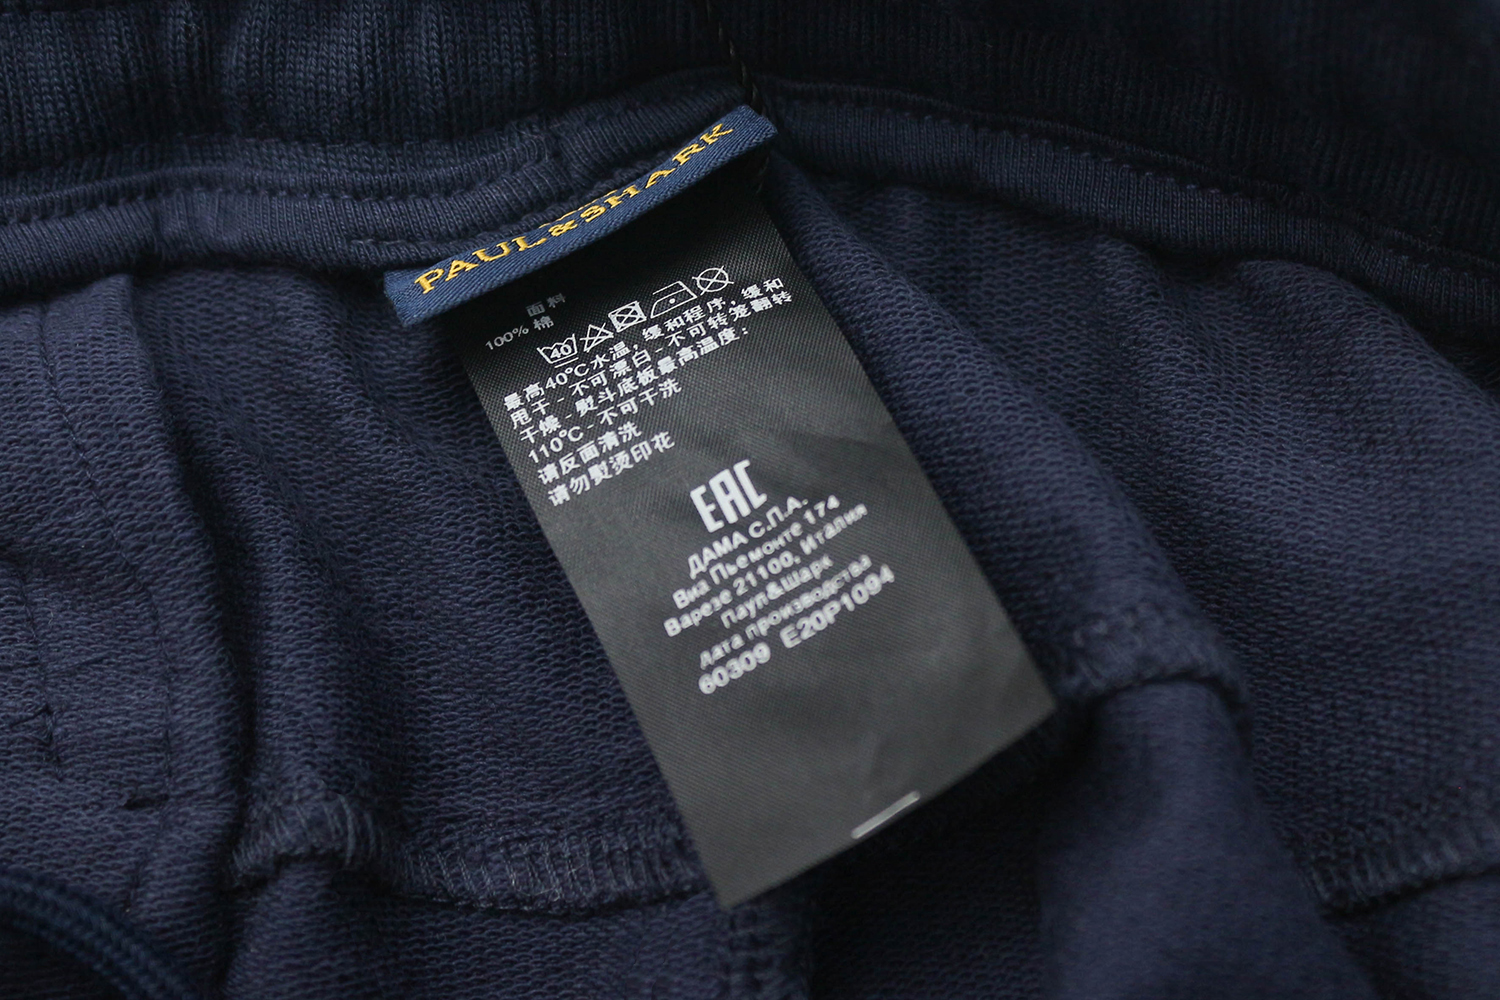 PAUL&SHARK
面料
100% 棉
40
最高40°C水温，缓和程序，缓和
甩干 - 不可漂白 - 不可转笼翻转
干燥 - 熨斗底板最高温度：
110°C - 不可干洗
请反面清洗
请勿熨烫印花
EAC
ДАМА С.П.А.
Виа Пьемонте 174
Варезе 21100, Италия
Паул&Шарк
Дата производства
60309 E20P1094